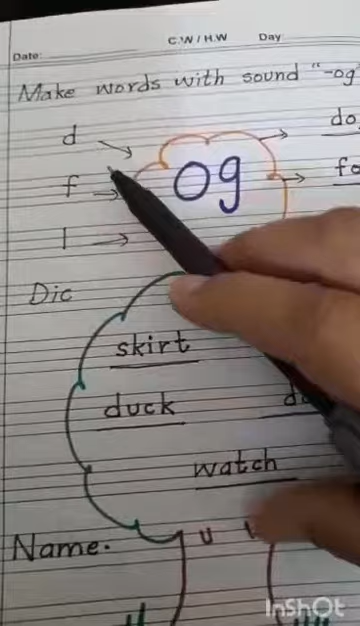 C.W / H.W Day:
Date:
Make words with sound "-og
d do
f og fo
l
Dic
skirt
duck
watch
Name.
InShOt